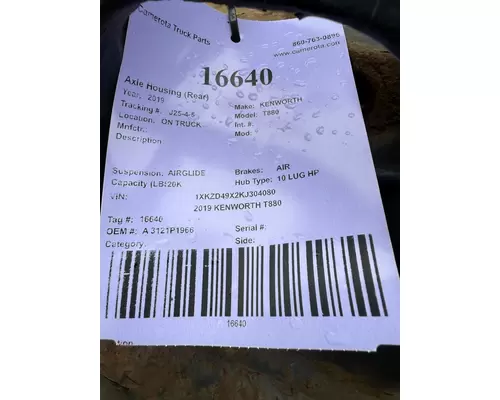 Camerota Truck Parts
860-763-0896
www.camerota.com
16640
Axle Housing (Rear)
Year: 2019
Make: KENWORTH
Tracking #: J25-4-5
Model: T880
Location: ON TRUCK
Int. #:
Mnfctr:
Mod:
Description:
Suspension: AIRGLIDE
Brakes: AIR
Capacity (LB:20K
Hub Type: 10 LUG HP
VIN: 1XKZD49X2KJ304080
2019 KENWORTH T880
Tag #: 16640
OEM #: A 3121P1966
Serial #:
Category:
Side:
16640